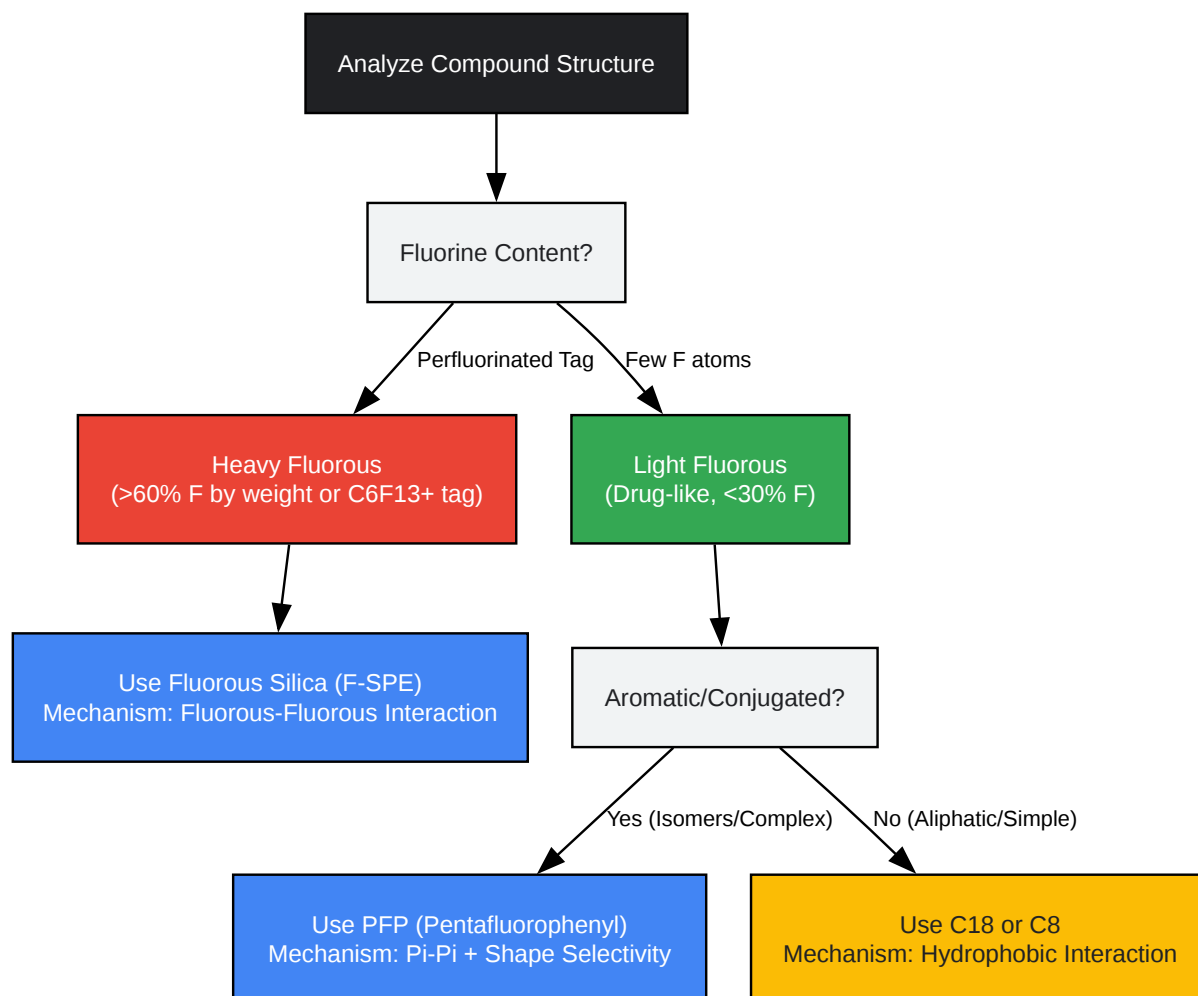 Analyze Compound Structure
Fluorine Content?
Perfluorinated Tag
Few F atoms
Heavy Fluorous
(>60% F by weight or C6F13+ tag)
Light Fluorous
(Drug-like, <30% F)
Use Fluorous Silica (F-SPE)
Mechanism: Fluorous-Fluorous Interaction
Aromatic/Conjugated?
Yes (Isomers/Complex)
No (Aliphatic/Simple)
Use PFP (Pentafluorophenyl)
Mechanism: Pi-Pi + Shape Selectivity
Use C18 or C8
Mechanism: Hydrophobic Interaction